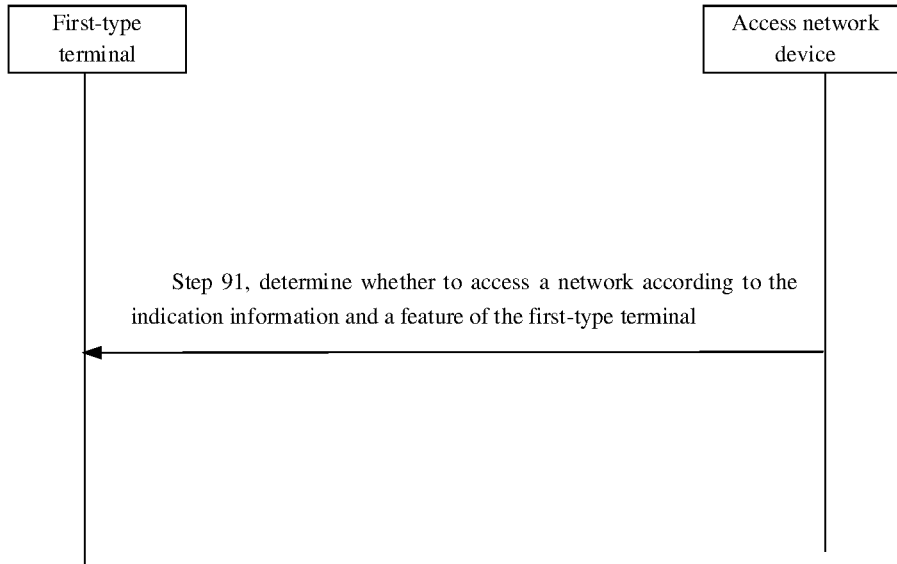 First-type
terminal
Access network
device
Step 91, determine whether to access a network according to the
indication information and a feature of the first-type terminal